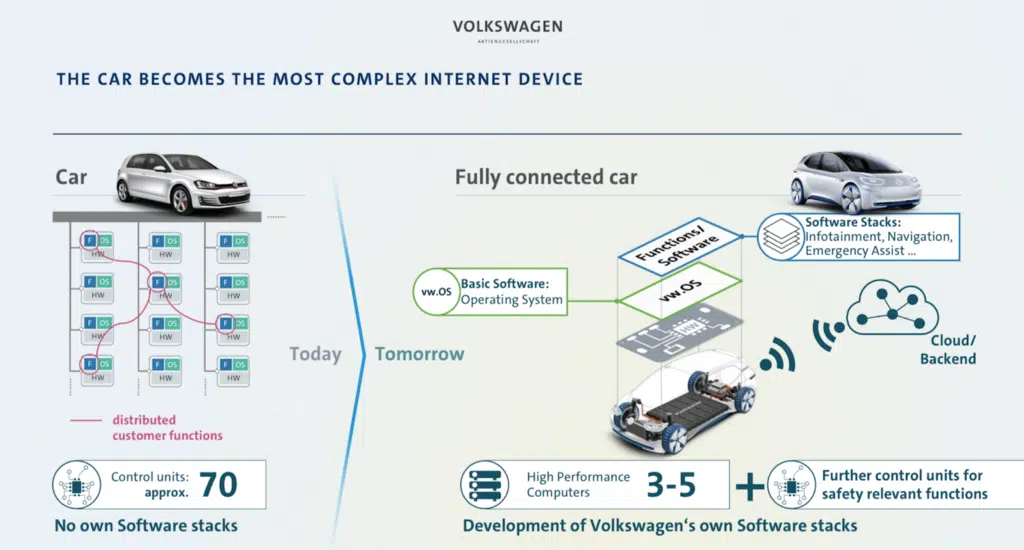 VOLKSWAGEN
AKTIENGESELLSCHAFT
THE CAR BECOMES THE MOST COMPLEX INTERNET DEVICE
Car
F OS F OS F OS
HW HW HW
F OS F OS F OS
HW HW HW
F OS F OS F OS
HW HW HW
F OS F OS F OS
HW HW HW
distributed
customer functions
Control units:
approx. 70
No own Software stacks
Today
Tomorrow
Fully connected car
Functions/
Software
Software Stacks:
Infotainment, Navigation,
Emergency Assist ...
vw.OS
Basic Software:
Operating System
vw.OS
HW
Cloud/
Backend
High Performance
Computers
3-5
+
Further control units for
safety relevant functions
Development of Volkswagen‘s own Software stacks